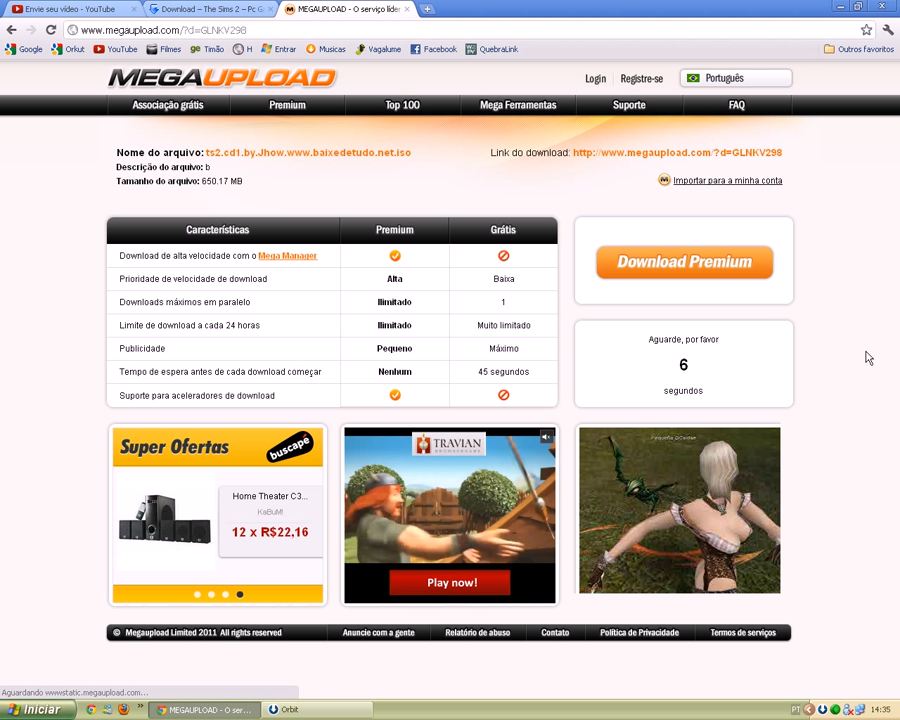 Envie seu vídeo - YouTube
Download – The Sims 2 – Pc G
MEGAUPLOAD - O serviço líder
www.megaupload.com/?d=GLNKV298
Google
Orkut
YouTube
Filmes
Timão
H
Entrar
Musicas
Vagalume
Facebook
QuebraLink
Outros favoritos
MEGAUPLOAD
Login
Registre-se
Português
Associação grátis
Premium
Top 100
Mega Ferramentas
Suporte
FAQ
Nome do arquivo: ts2.cd1.by.Jhow.www.baixedetudo.net.iso
Link do download: http://www.megaupload.com/?d=GLNKV298
Descrição do arquivo: b
Tamanho do arquivo: 650.17 MB
Importar para a minha conta
Características Premium Grátis
Download de alta velocidade com o Mega Manager
Prioridade de velocidade de download Alta Baixa
Downloads máximos em paralelo Ilimitado 1
Limite de download a cada 24 horas Ilimitado Muito limitado
Publicidade Pequeno Máximo
Tempo de espera antes de cada download começar Nenhum 45 segundos
Suporte para aceleradores de download
Download Premium
Aguarde, por favor
6
segundos
Super Ofertas
buscapé
Home Theater C3...
KaBuM!
12 x R$22,16
TRAVIAN
Play now!
© Megaupload Limited 2011 All rights reserved
Anuncie com a gente
Relatório de abuso
Contato
Política de Privacidade
Termos de serviços
Aguardando wwwstatic.megaupload.com...
Iniciar
MEGAUPLOAD - O ser...
Orbit
PT
14:35